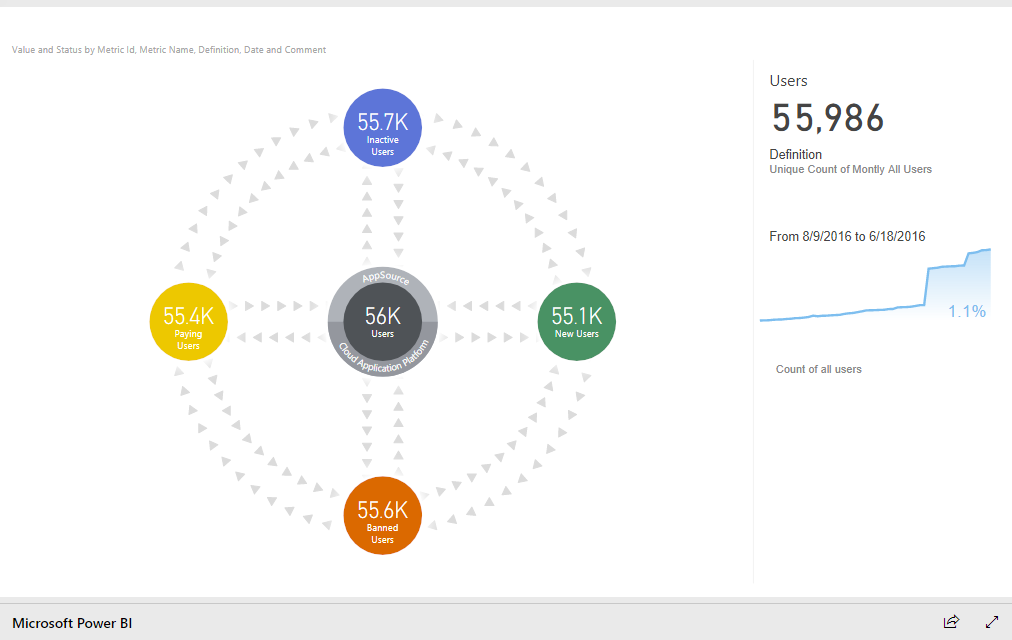 Value and Status by Metric Id, Metric Name, Definition, Date and Comment
55.7K
Inactive
Users
55.4K
Paying
Users
AppSource
56K
Users
Cloud Application Platform
55.1K
New Users
55.6K
Banned
Users
Users
55,986
Definition
Unique Count of Montly All Users
From 8/9/2016 to 6/18/2016
1.1%
Count of all users
Microsoft Power BI